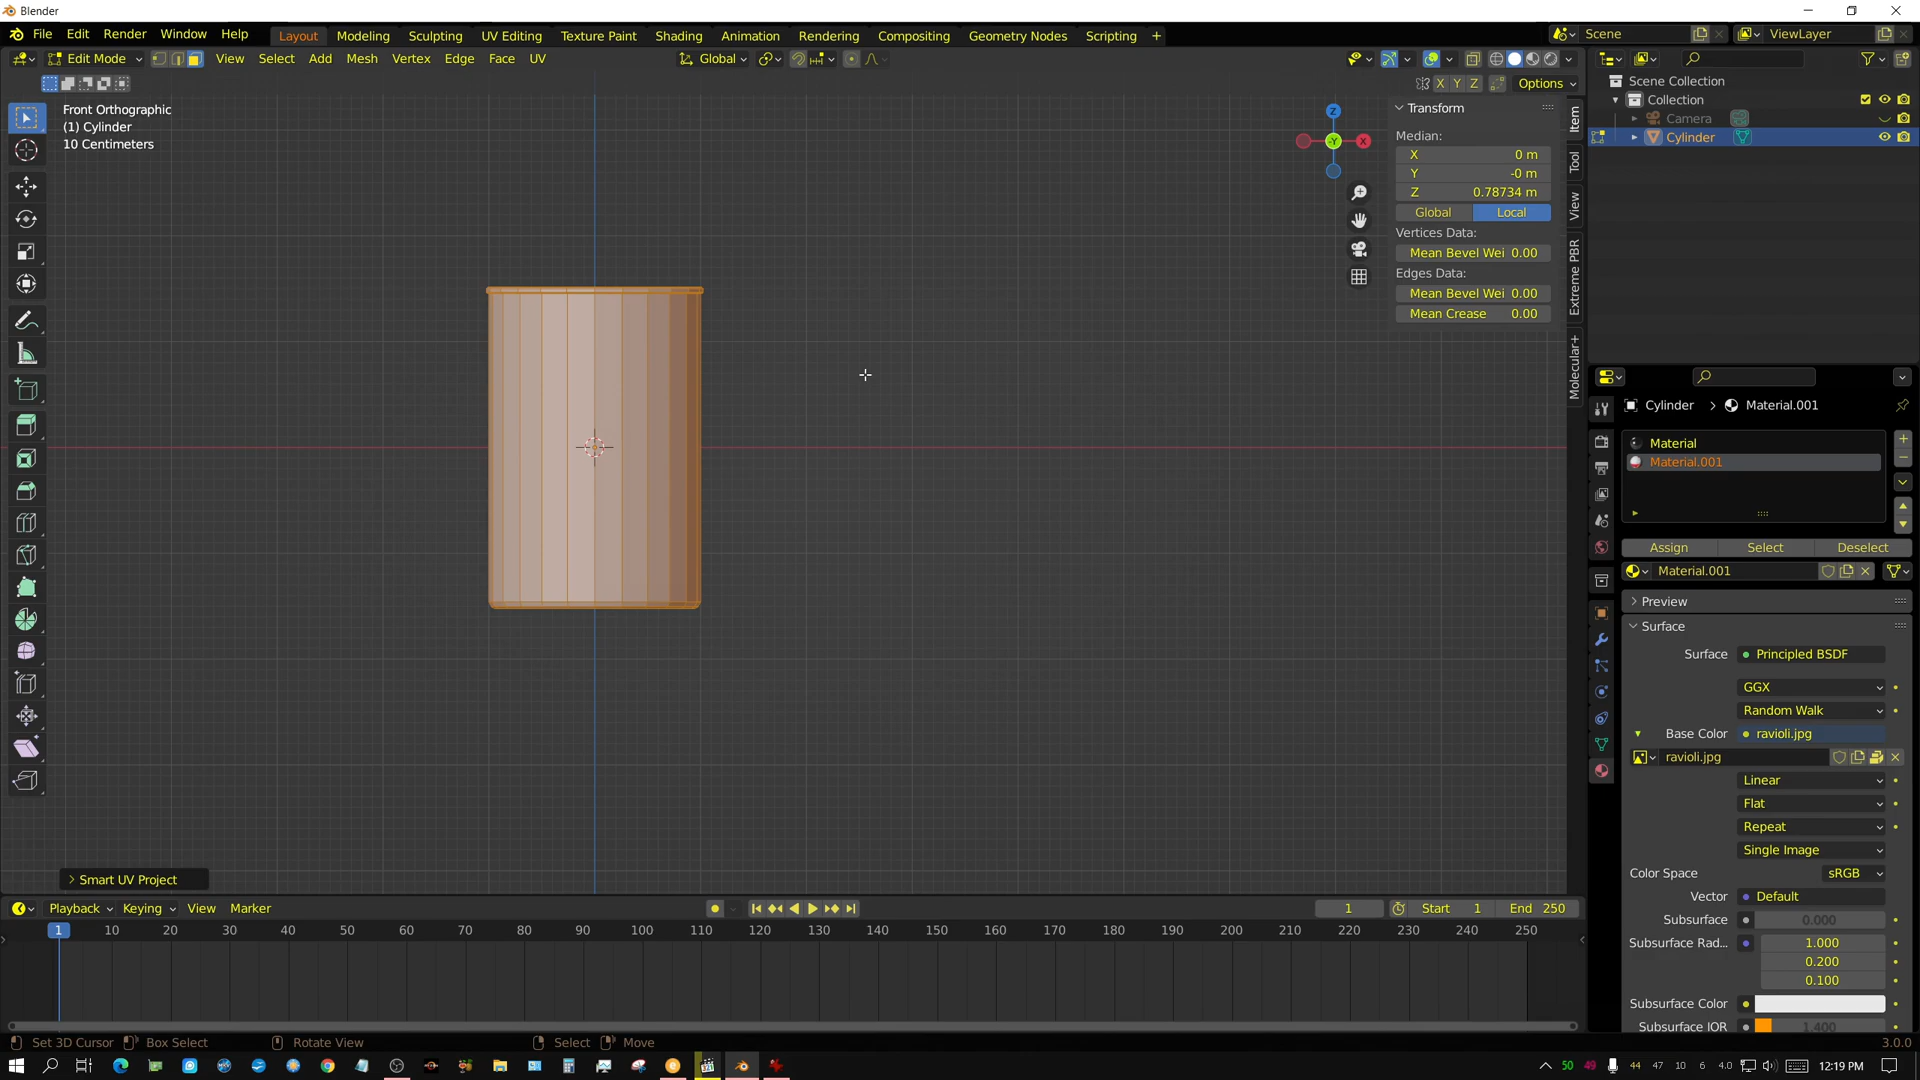 Blender
File Edit Render Window Help Layout Modeling Sculpting UV Editing Texture Paint Shading Animation Rendering Compositing Geometry Nodes Scripting + Scene ViewLayer
Edit Mode View Select Add Mesh Vertex Edge Face UV Global
X Y Z Options
Front Orthographic
(1) Cylinder
10 Centimeters
Z
Y
X
Transform
Median:
X 0 m
Y -0 m
Z 0.78734 m
Global Local
Vertices Data:
Mean Bevel Wei 0.00
Edges Data:
Mean Bevel Wei 0.00
Mean Crease 0.00
Item
Tool
View
Extreme PBR
Molecular+
Scene Collection
Collection
Camera
Cylinder
Cylinder > Material.001
Material
Material.001
Assign Select Deselect
Material.001
Preview
Surface
Surface Principled BSDF
GGX
Random Walk
Base Color ravioli.jpg
ravioli.jpg
Linear
Flat
Repeat
Single Image
Color Space sRGB
Vector Default
Subsurface 0.000
Subsurface Rad... 1.000
0.200
0.100
Subsurface Color
Subsurface IOR 1.400
> Smart UV Project
Playback Keying View Marker 1 Start 1 End 250
1 10 20 30 40 50 60 70 80 90 100 110 120 130 140 150 160 170 180 190 200 210 220 230 240 250
Set 3D Cursor Box Select Rotate View Select Move 3.0.0
50 49 44 47 10 6 4.0 12:19 PM